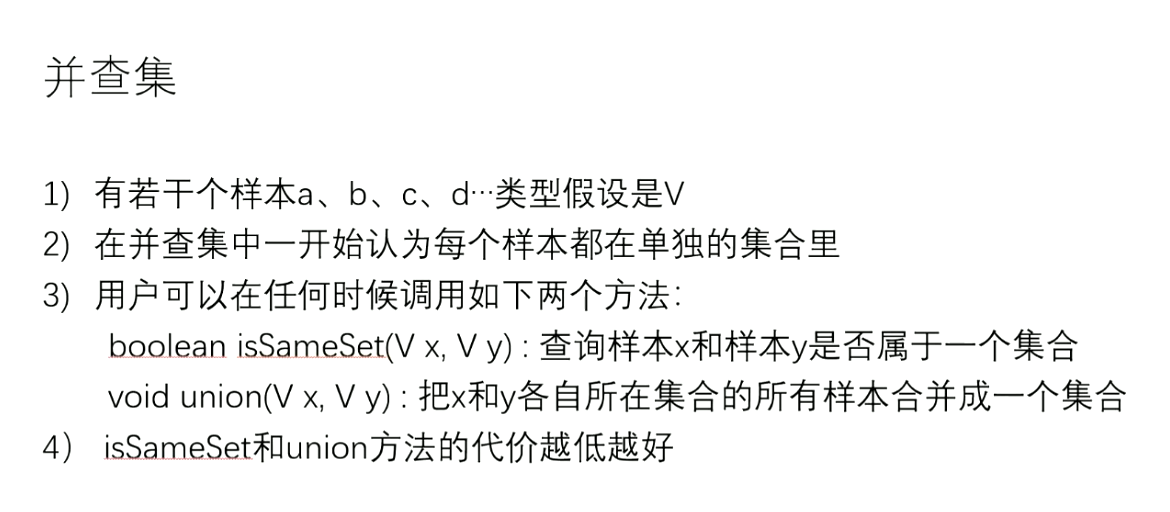 并查集
1) 有若干个样本a、b、c、d…类型假设是V
2) 在并查集中一开始认为每个样本都在单独的集合里
3) 用户可以在任何时候调用如下两个方法:
boolean isSameSet(V x, V y) : 查询样本x和样本y是否属于一个集合
void union(V x, V y) : 把x和y各自所在集合的所有样本合并成一个集合
4) isSameSet和union方法的代价越低越好